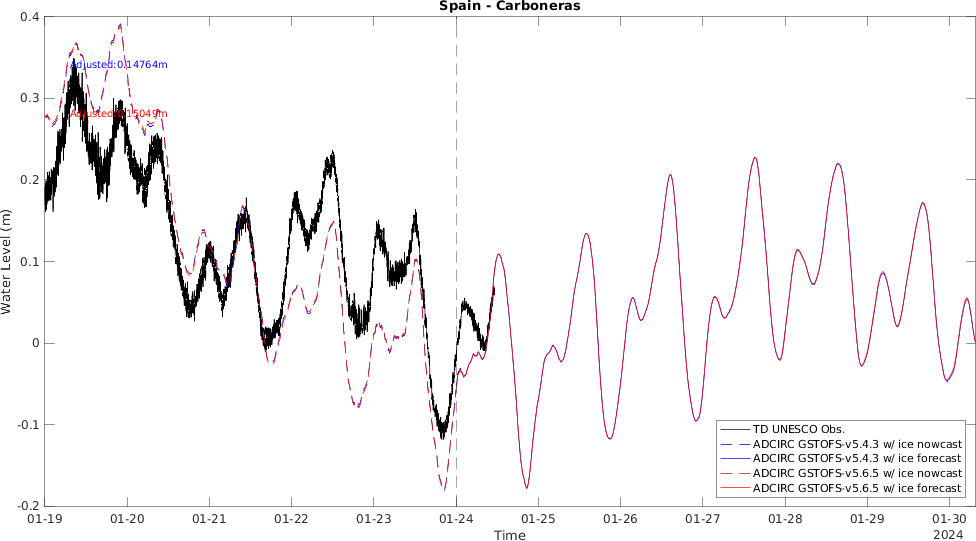 Spain - Carboneras
0.4
0.3
0.2
0.1
0
-0.1
-0.2
Water Level (m)
Adjusted:0.14764m
Adjusted:0.15049m
TD UNESCO Obs.
ADCIRC GSTOFS-v5.4.3 w/ ice nowcast
ADCIRC GSTOFS-v5.4.3 w/ ice forecast
ADCIRC GSTOFS-v5.6.5 w/ ice nowcast
ADCIRC GSTOFS-v5.6.5 w/ ice forecast
01-19 01-20 01-21 01-22 01-23 01-24 01-25 01-26 01-27 01-28 01-29 01-30
Time
2024